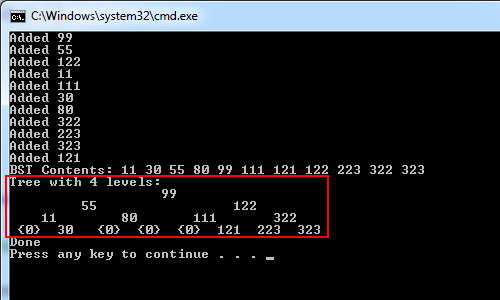 C:\Windows\system32\cmd.exe
Added 99
Added 55
Added 122
Added 11
Added 111
Added 30
Added 80
Added 322
Added 223
Added 323
Added 121
BST Contents: 11 30 55 80 99 111 121 122 223 322 323
Tree with 4 levels:
99
55 122
11 80 111 322
{0} 30 {0} {0} {0} 121 223 323
Done
Press any key to continue . . . _